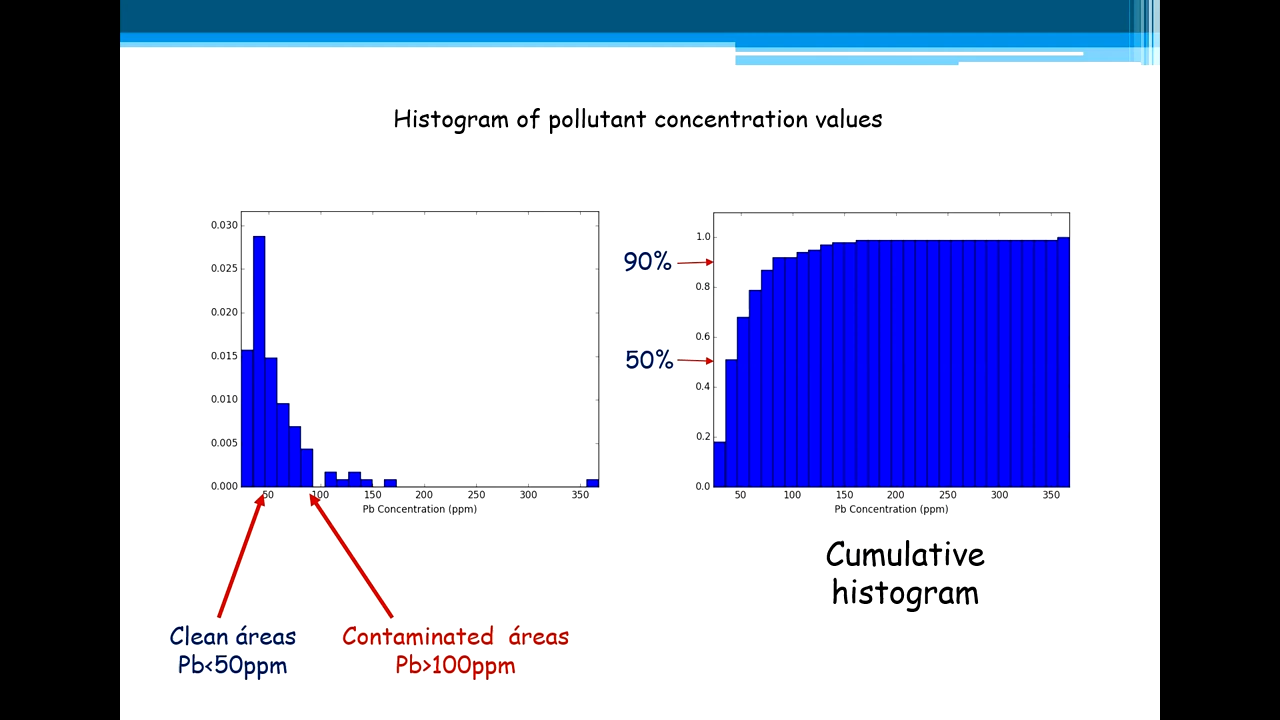 Histogram of pollutant concentration values
0.030
0.025
0.020
0.015
0.010
0.005
0.000
50 100 150 200 250 300 350
Pb Concentration (ppm)
90%
50%
1.0
0.8
0.6
0.4
0.2
0.0
50 100 150 200 250 300 350
Pb Concentration (ppm)
Cumulative
histogram
Clean áreas
Pb<50ppm
Contaminated áreas
Pb>100ppm